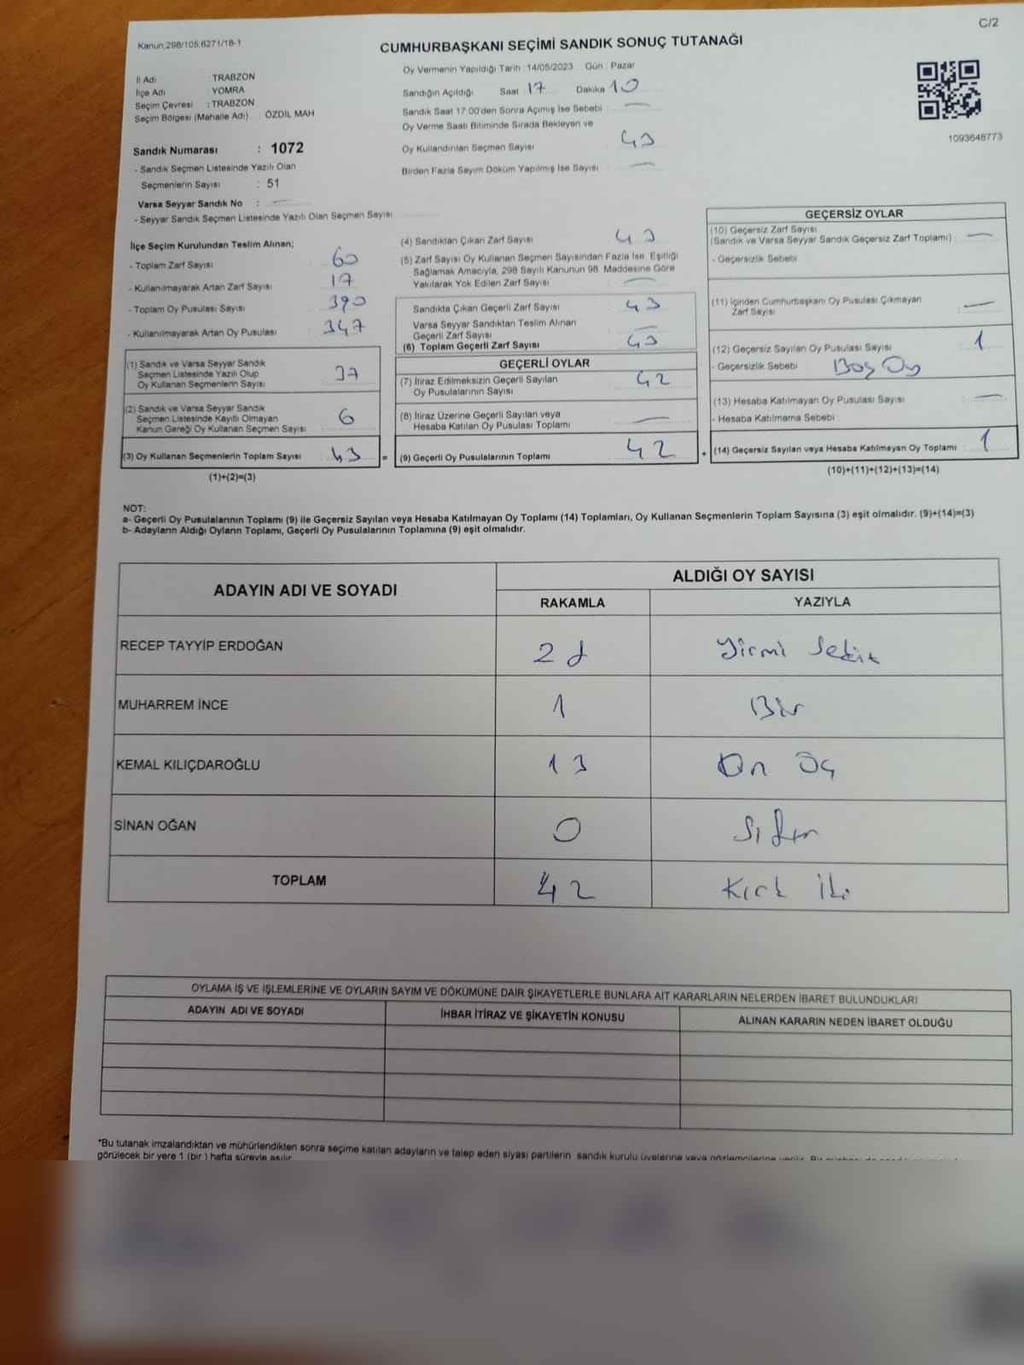 C/2
Kanun,298/105,6271/18-1
CUMHURBAŞKANI SEÇİMİ SANDIK SONUÇ TUTANAĞI
İl Adı TRABZON
İlçe Adı YOMRA
Seçim Çevresi : TRABZON
Seçim Bölgesi (Mahalle Adı) : ÖZDİL MAH
Sandık Numarası : 1072
- Sandık Seçmen Listesinde Yazılı Olan
Seçmenlerin Sayısı : 51
Varsa Seyyar Sandık No :
- Seyyar Sandık Seçmen Listesinde Yazılı Olan Seçmen Sayısı
Oy Vermenin Yapıldığı Tarih : 14/05/2023 Gün : Pazar
Sandığın Açıldığı Saat 17 Dakika 10
Sandık Saat 17:00'den Sonra Açımış İse Sebebi
Oy Verme Saati Bitiminde Sırada Bekleyen ve
Oy Kullandırılan Seçmen Sayısı 43
Birden Fazla Sayım Döküm Yapılmış İse Sayısı
1093648773
İlçe Seçim Kurulundan Teslim Alınan;
- Toplam Zarf Sayısı 60
- Kullanılmayarak Artan Zarf Sayısı 17
- Toplam Oy Pusulası Sayısı 390
- Kullanılmayarak Artan Oy Pusulası 347
(1) Sandık ve Varsa Seyyar Sandık
Seçmen Listesinde Yazılı Olup
Oy Kullanan Seçmenlerin Sayısı 37
(2) Sandık ve Varsa Seyyar Sandık
Seçmen Listesinde Kayıtlı Olmayan
Kanun Gereği Oy Kullanan Seçmen Sayısı 6
(3) Oy Kullanan Seçmenlerin Toplam Sayısı 43
(1)+(2)=(3)
(4) Sandıktan Çıkan Zarf Sayısı 43
(5) Zarf Sayısı Oy Kullanan Seçmen Sayısından Fazla İse, Eşitliği
Sağlamak Amacıyla, 298 Sayılı Kanunun 98. Maddesine Göre
Yakılarak Yok Edilen Zarf Sayısı
Sandıkta Çıkan Geçerli Zarf Sayısı 43
Varsa Seyyar Sandıktan Teslim Alınan
Geçerli Zarf Sayısı
(6) Toplam Geçerli Zarf Sayısı 43
GEÇERLİ OYLAR
(7) İtiraz Edilmeksizin Geçerli Sayılan
Oy Pusulalarının Sayısı 42
(8) İtiraz Üzerine Geçerli Sayılan veya
Hesaba Katılan Oy Pusulası Toplamı
= (9) Geçerli Oy Pusulalarının Toplamı 42
GEÇERSİZ OYLAR
(10) Geçersiz Zarf Sayısı
(Sandık ve Varsa Seyyar Sandık Geçersiz Zarf Toplamı)
- Geçersizlik Sebebi
(11) İçinden Cumhurbaşkanı Oy Pusulası Çıkmayan
Zarf Sayısı
(12) Geçersiz Sayılan Oy Pusulası Sayısı 1
- Geçersizlik Sebebi Boş Oy
(13) Hesaba Katılmayan Oy Pusulası Sayısı
- Hesaba Katılmama Sebebi
+ (14) Geçersiz Sayılan veya Hesaba Katılmayan Oy Toplamı 1
(10)+(11)+(12)+(13)=(14)
NOT:
a- Geçerli Oy Pusulalarının Toplamı (9) ile Geçersiz Sayılan veya Hesaba Katılmayan Oy Toplamı (14) Toplamları, Oy Kullanan Seçmenlerin Toplam Sayısına (3) eşit olmalıdır. (9)+(14)=(3)
b- Adayların Aldığı Oyların Toplamı, Geçerli Oy Pusulalarının Toplamına (9) eşit olmalıdır.
ADAYIN ADI VE SOYADI ALDIĞI OY SAYISI
RAKAMLA YAZIYLA
RECEP TAYYİP ERDOĞAN 28 Yirmi Sekiz
MUHARREM İNCE 1 Bir
KEMAL KILIÇDAROĞLU 13 On Üç
SİNAN OĞAN 0 Sıfır
TOPLAM 42 Kırk İki
OYLAMA İŞ VE İŞLEMLERİNE VE OYLARIN SAYIM VE DÖKÜMÜNE DAİR ŞİKAYETLERLE BUNLARA AİT KARARLARIN NELERDEN İBARET BULUNDUKLARI
ADAYIN ADI VE SOYADI İHBAR İTİRAZ VE ŞİKAYETİN KONUSU ALINAN KARARIN NEDEN İBARET OLDUĞU
*Bu tutanak imzalandıktan ve mühürlendikten sonra seçime katılan adayların ve talep eden siyasi partilerin sandık kurulu üyelerine veya gözlemcilerine verilir. Bir
görülecek bir yere 1 (bir) hafta süreyle asılır.